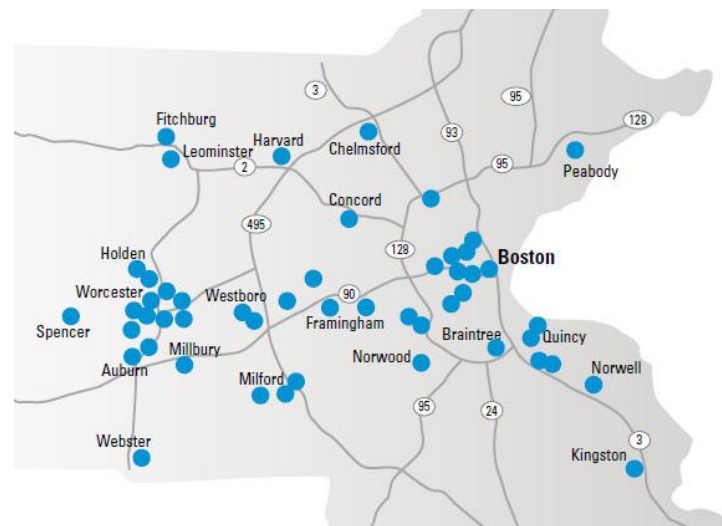 3
95
93
128
Fitchburg
Harvard
Chelmsford
Leominster
2
95
Peabody
Concord
495
128
Holden
Boston
Worcester
Westboro
90
Spencer
Framingham
Braintree
Quincy
Millbury
Norwood
Auburn
Norwell
Milford
95
24
Webster
3
Kingston